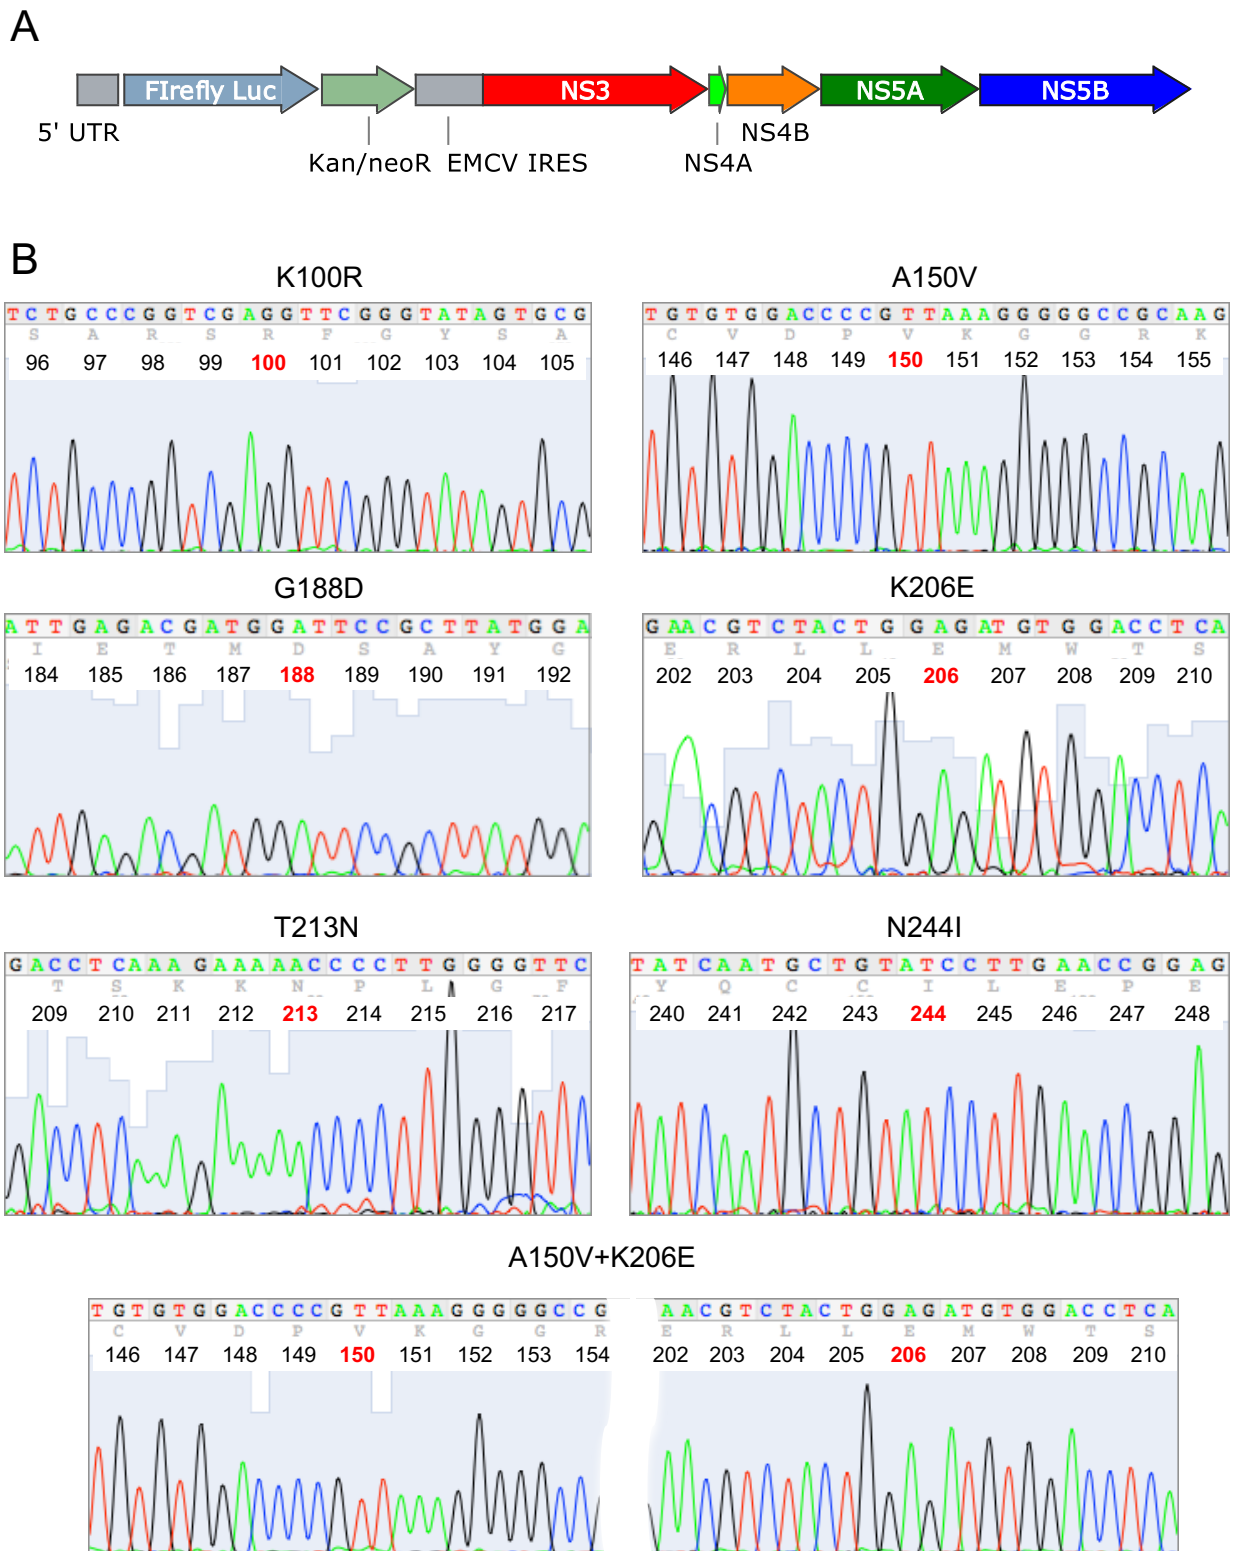 A
FIrefly Luc
NS3
NS5A
NS5B
5' UTR
NS4B
Kan/neoR
EMCV IRES
NS4A
B
K100R
TCTGCCCGGTCGAGGTTCGGGTATAGTGCG
S A R S R F G Y S A
96 97 98 99 100 101 102 103 104 105
A150V
TGTGTGGACCCCGTTAAAGGGGGCCGCAAG
C V D P V K G G R K
146 147 148 149 150 151 152 153 154 155
G188D
ATTGAGACGATGGATTCCGCTTATGGA
I E T M D S A Y G
184 185 186 187 188 189 190 191 192
K206E
GAACGTCTACTGGAGATGTGGACCTCA
E R L L E M W T S
202 203 204 205 206 207 208 209 210
T213N
GACCTCAAAGAAAAACCCCTTGGGGTTC
T S K K N P L G F
209 210 211 212 213 214 215 216 217
N244I
TATCAATGCTGTATCCTTGAACCGGAG
Y Q C C I L E P E
240 241 242 243 244 245 246 247 248
A150V+K206E
TGTGTGGACCCCGTTAAAGGGGGCCG
AACGTCTACTGGAGATGTGGACCTCA
C V D P V K G G R
E R L L E M W T S
146 147 148 149 150 151 152 153 154
202 203 204 205 206 207 208 209 210